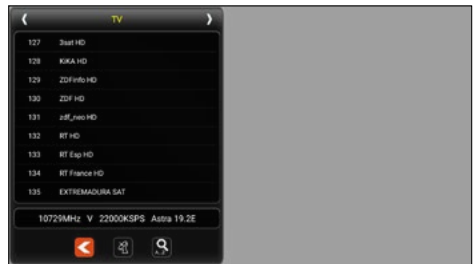 TV
127 3sat HD
128 KiKA HD
129 ZDFinfo HD
130 ZDF HD
131 zdf_neo HD
132 RT HD
133 RT Esp HD
134 RT France HD
135 EXTREMADURA SAT
10729MHz V 22000KSPS Astra 19.2E